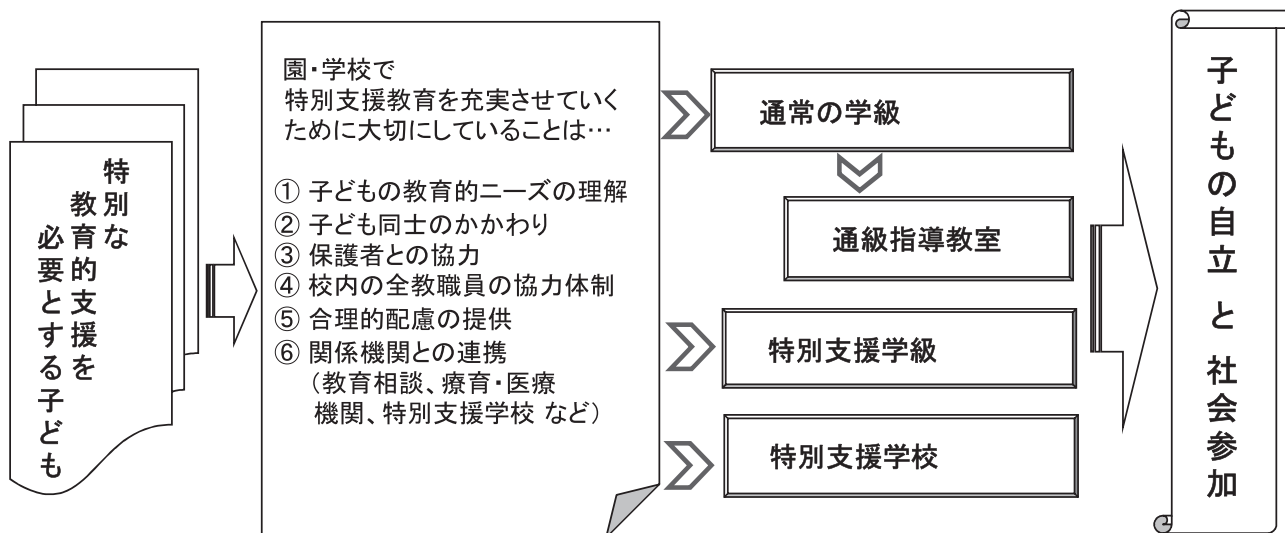 特別な
教育的支援を
必要とする子ども
園・学校で
特別支援教育を充実させていく
ために大切にしていることは…
① 子どもの教育的ニーズの理解
② 子ども同士のかかわり
③ 保護者との協力
④ 校内の全教職員の協力体制
⑤ 合理的配慮の提供
⑥ 関係機関との連携
（教育相談、療育・医療
機関、特別支援学校 など）
通常の学級
通級指導教室
特別支援学級
特別支援学校
子どもの自立 と 社会参加